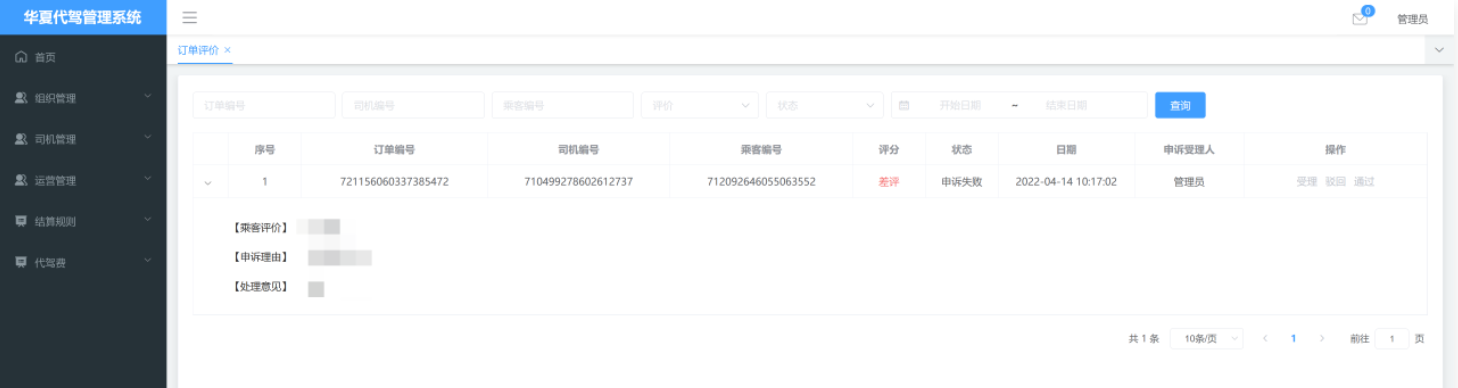 华夏代驾管理系统
0
管理员
首页
订单评价 ×
组织管理
司机管理
运营管理
结算规则
代驾费
订单编号 司机编号 乘客编号 评价 状态 开始日期 ~ 结束日期 查询
序号 订单编号 司机编号 乘客编号 评分 状态 日期 申诉受理人 操作
1 721156060337385472 710499278602612737 712092646055063552 差评 申诉失败 2022-04-14 10:17:02 管理员 受理 驳回 通过
【乘客评价】
【申诉理由】
【处理意见】
共 1 条 10条/页 < 1 > 前往 1 页